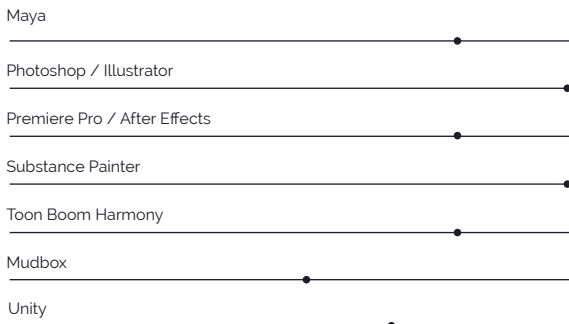 Maya
Photoshop / Illustrator
Premiere Pro / After Effects
Substance Painter
Toon Boom Harmony
Mudbox
Unity